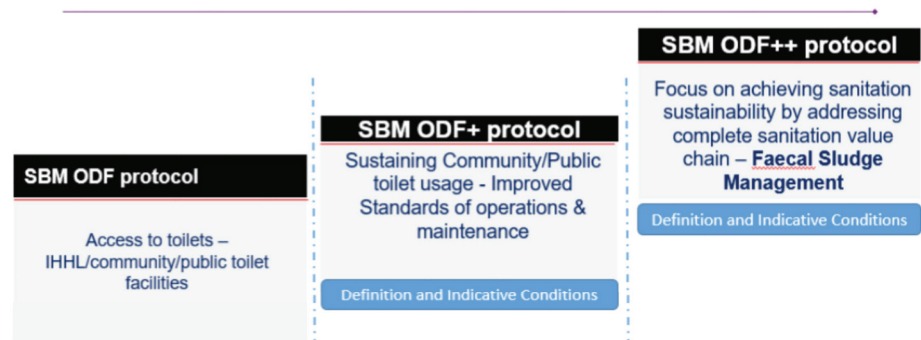 SBM ODF protocol
Access to toilets –
IHHL/community/public toilet
facilities
SBM ODF+ protocol
Sustaining Community/Public
toilet usage - Improved
Standards of operations &
maintenance
Definition and Indicative Conditions
SBM ODF++ protocol
Focus on achieving sanitation
sustainability by addressing
complete sanitation value
chain – Faecal Sludge
Management
Definition and Indicative Conditions